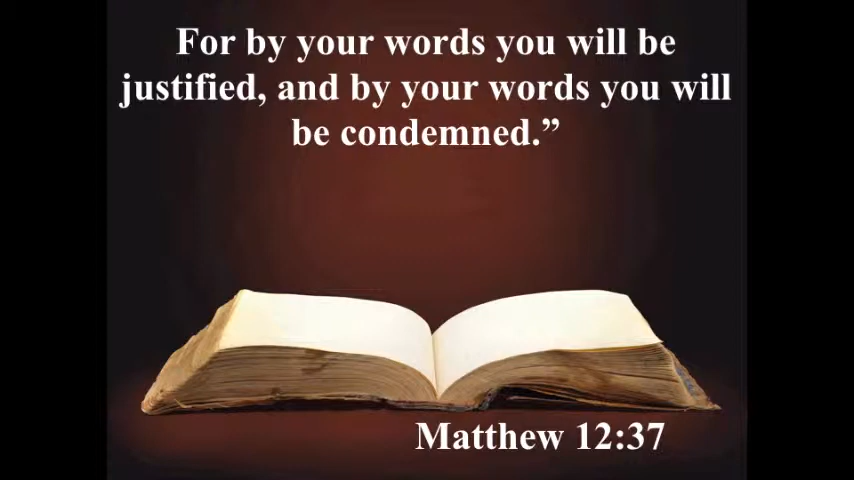 For by your words you will be
justified, and by your words you will
be condemned.”
Matthew 12:37